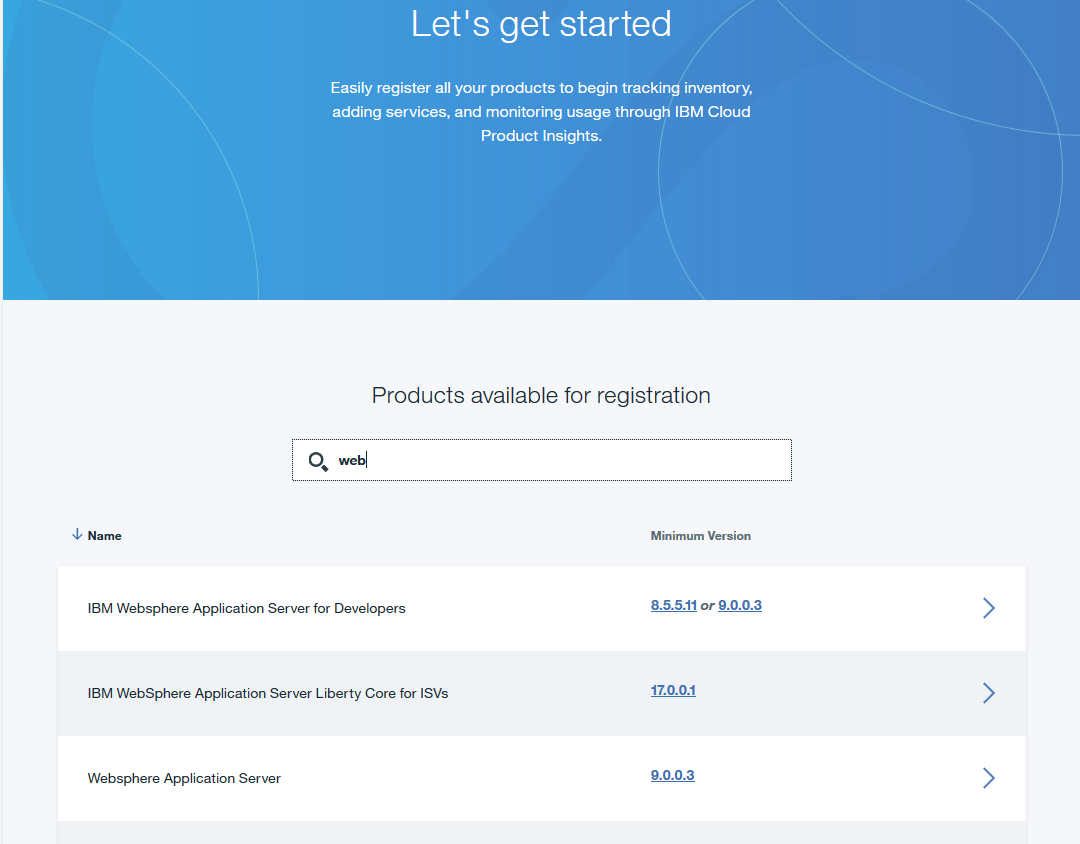 Let's get started
Easily register all your products to begin tracking inventory,
adding services, and monitoring usage through IBM Cloud
Product Insights.
Products available for registration
web
Name Minimum Version
IBM Websphere Application Server for Developers 8.5.5.11 or 9.0.0.3
IBM WebSphere Application Server Liberty Core for ISVs 17.0.0.1
Websphere Application Server 9.0.0.3